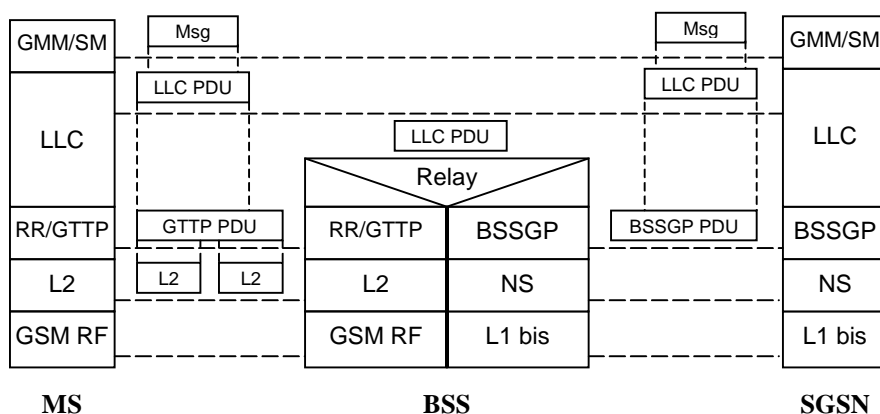 GMM/SM Msg Msg GMM/SM
LLC PDU LLC PDU
LLC LLC PDU LLC
Relay
RR/GTTP GTTP PDU RR/GTTP BSSGP BSSGP PDU BSSGP
L2 L2 L2 L2 NS NS
GSM RF GSM RF L1 bis L1 bis
MS BSS SGSN